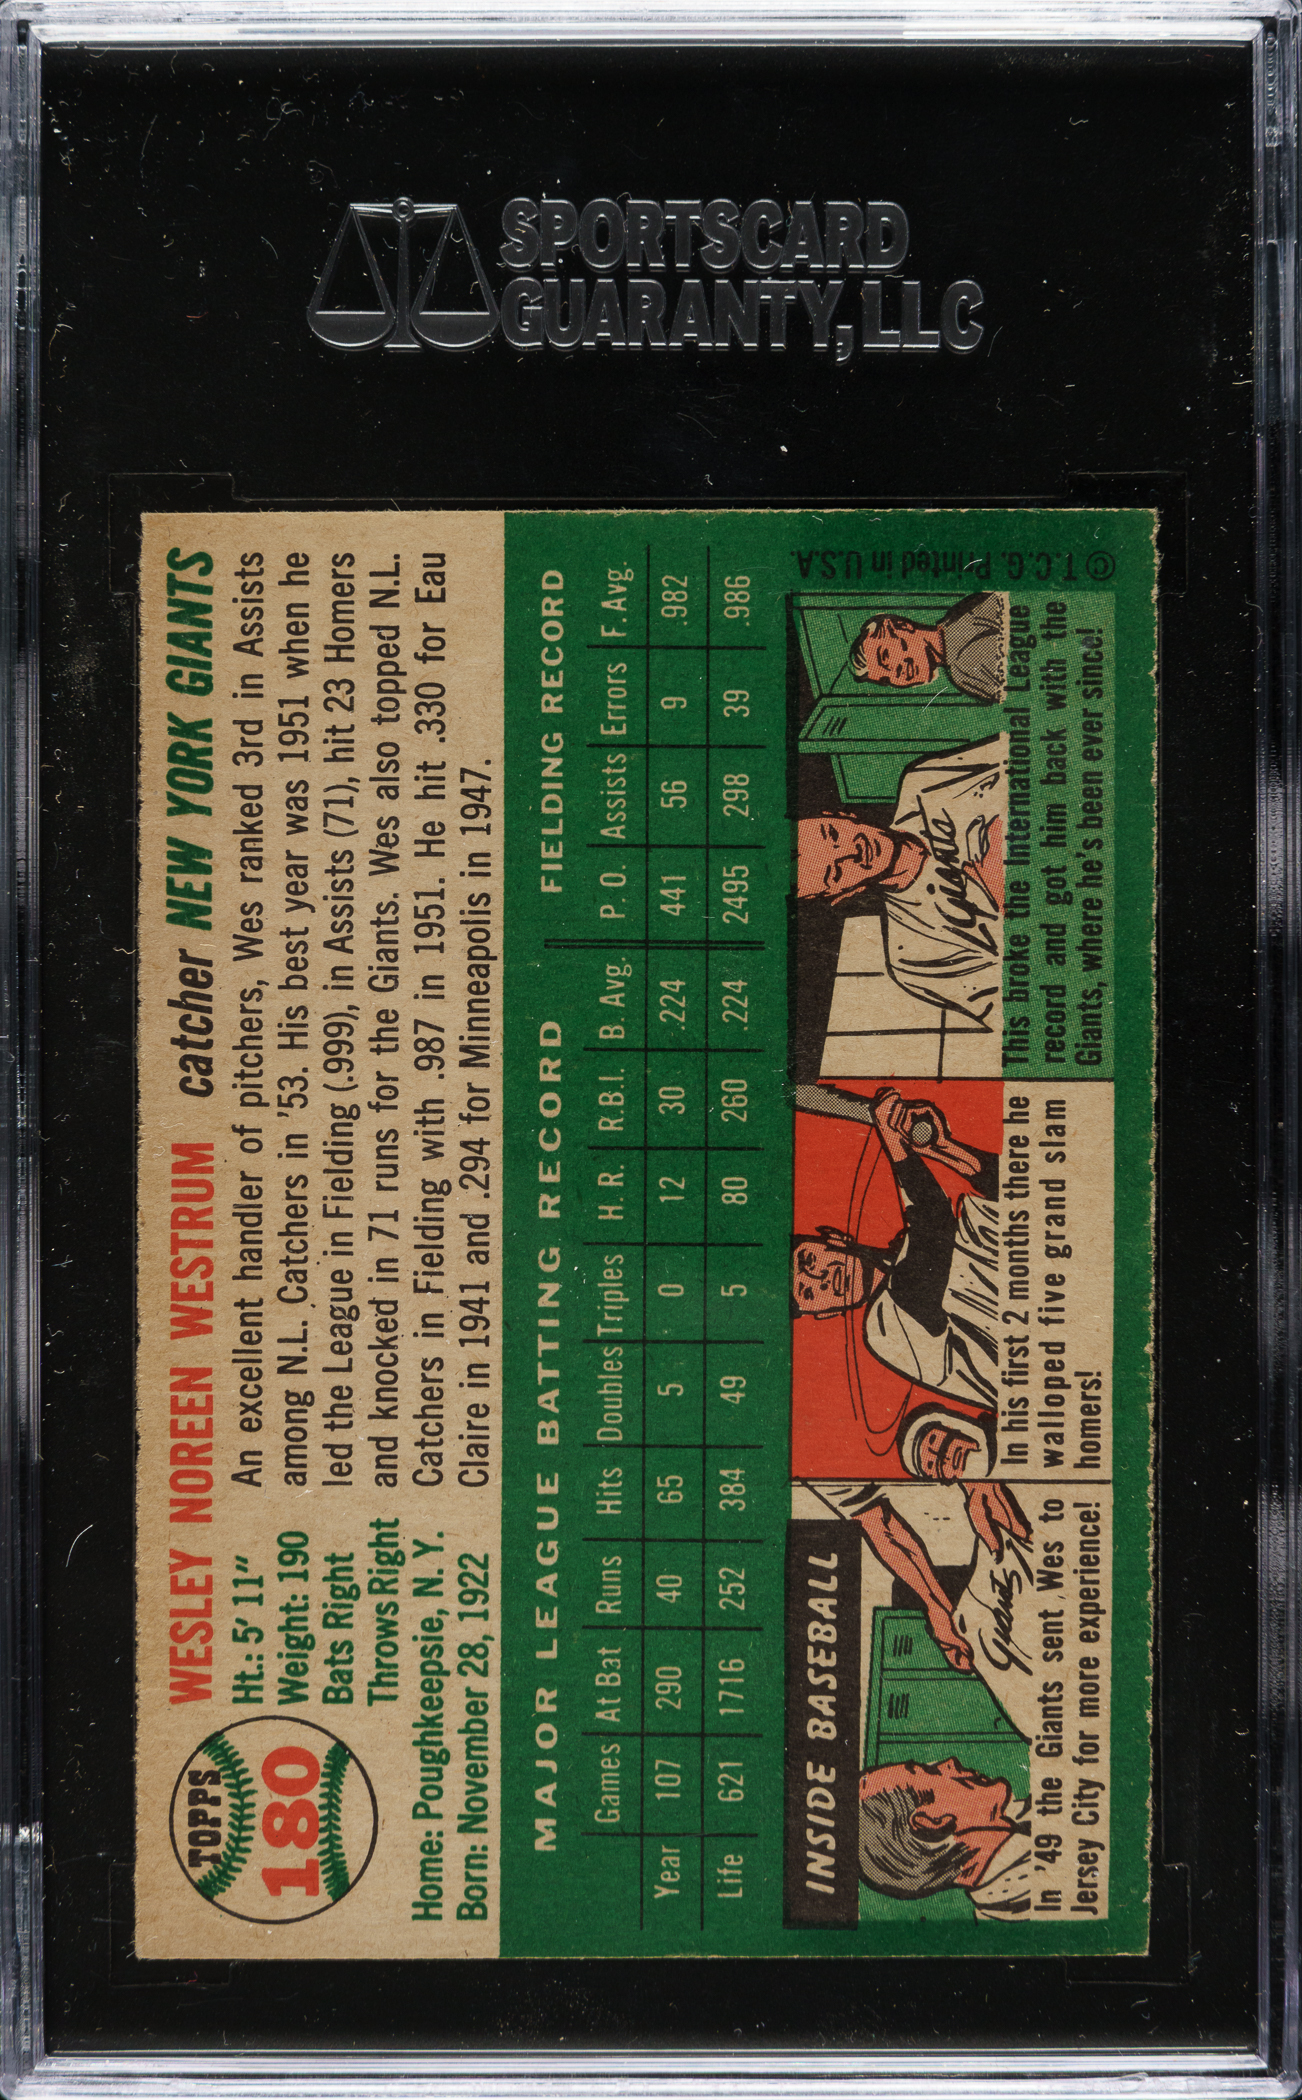 SPORTSCARD
GUARANTY, LLC
TOPPS
180
WESLEY NOREEN WESTRUM catcher NEW YORK GIANTS
Ht.: 5' 11"
Weight: 190
Bats Right
Throws Right
Home: Poughkeepsie, N. Y.
Born: November 28, 1922
An excellent handler of pitchers, Wes ranked 3rd in Assists
among N.L. Catchers in '53. His best year was 1951 when he
led the League in Fielding (.999), in Assists (71), hit 23 Homers
and knocked in 71 runs for the Giants. Wes also topped N.L.
Catchers in Fielding with .987 in 1951. He hit .330 for Eau
Claire in 1941 and .294 for Minneapolis in 1947.
MAJOR LEAGUE BATTING RECORD FIELDING RECORD
Games At Bat Runs Hits Doubles Triples H. R. R.B.I. B. Avg. P. O. Assists Errors F. Avg.
Year 107 290 40 65 5 0 12 30 .224 441 56 9 .982
Life 621 1716 252 384 49 5 80 260 .224 2495 298 39 .986
INSIDE BASEBALL
Giants
In '49 the Giants sent Wes to
Jersey City for more experience!
In his first 2 months there he
walloped five grand slam
homers!
Giants
This broke the International League
record and got him back with the
Giants, where he's been ever since!
© T. C. G. Printed in U.S.A.